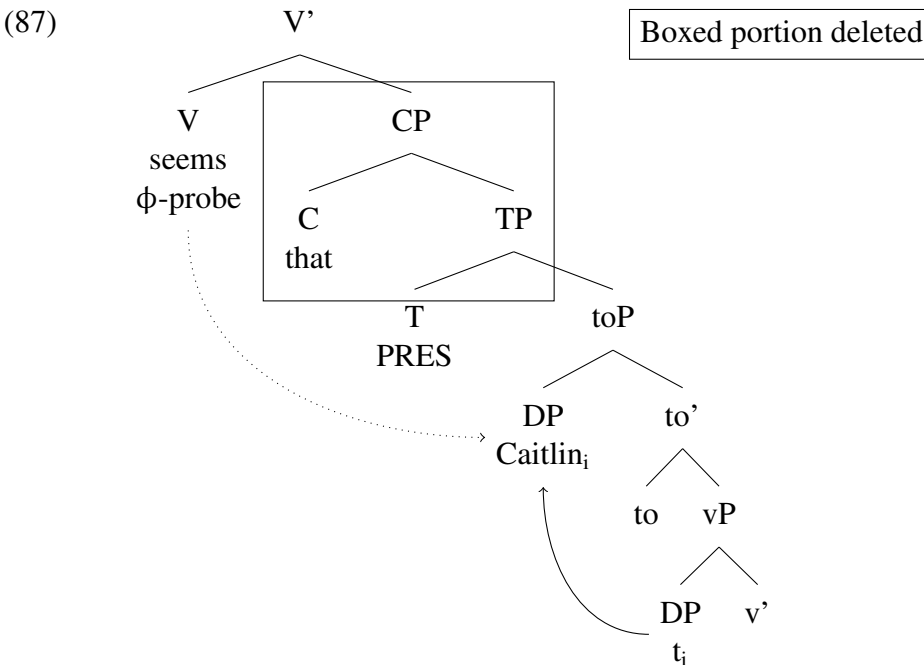 (87) V’ Boxed portion deleted
V CP
seems
ϕ-probe
C TP
that
T toP
PRES
DP to’
Caitlinᵢ
to vP
DP v’
tᵢ